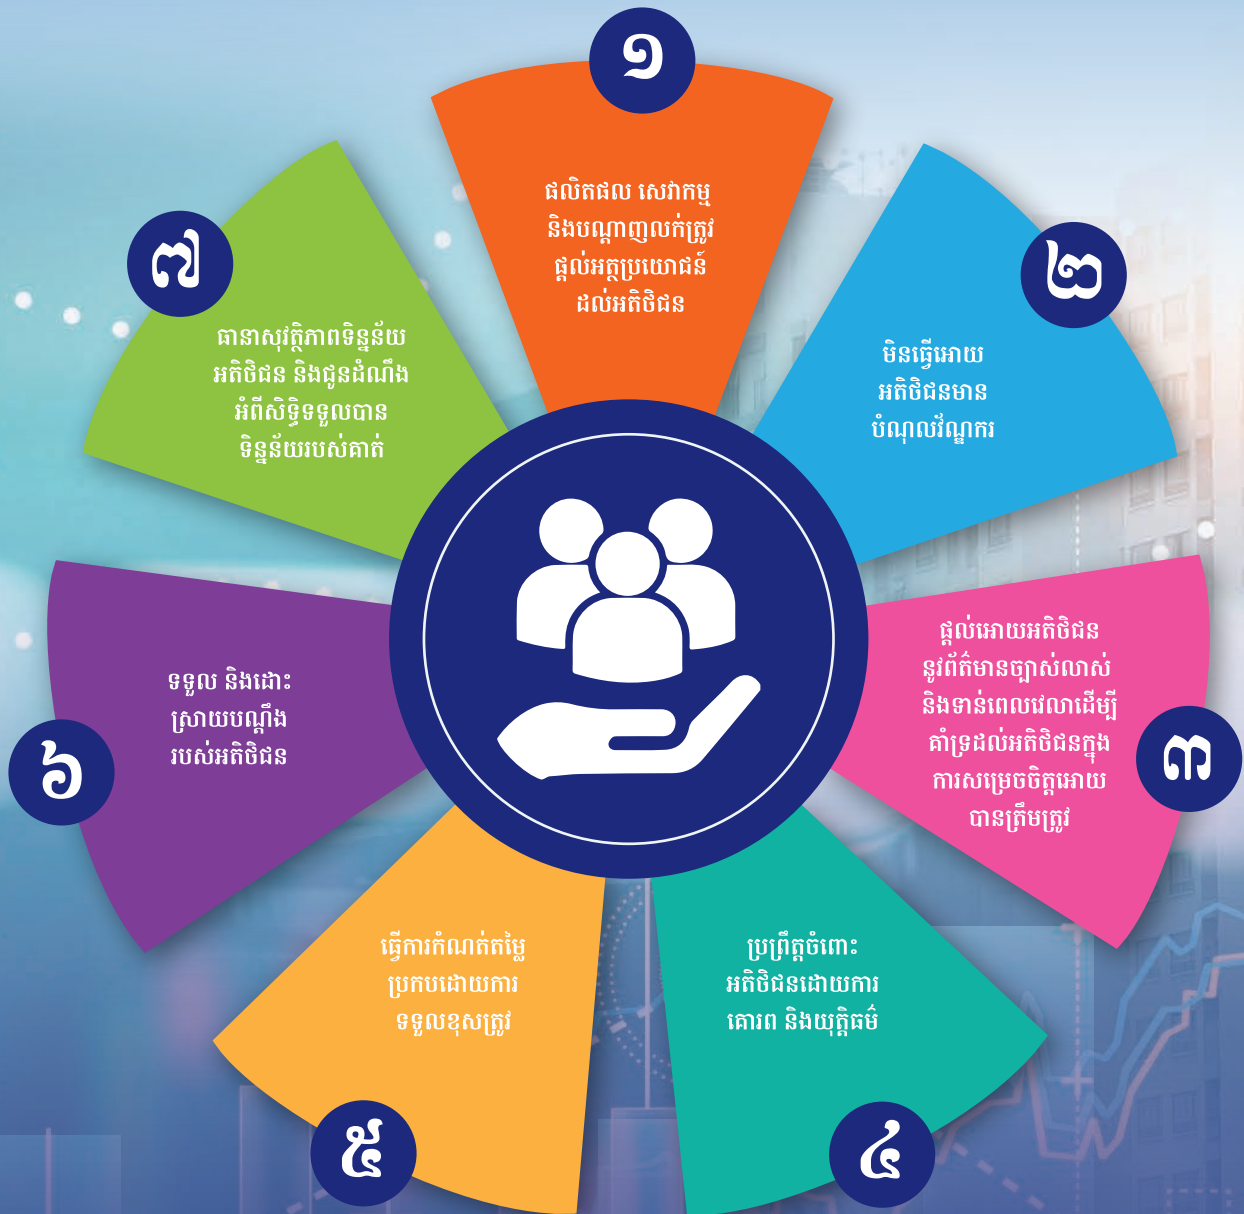 ១
ផលិតផល សេវាកម្ម
និងបណ្តាញលក់ត្រូវ
ផ្តល់អត្ថប្រយោជន៍
ដល់អតិថិជន
២
មិនធ្វើអោយ
អតិថិជនមាន
បំណុលវ័ណ្ឌករ
៣
ផ្តល់អោយអតិថិជន
នូវព័ត៌មានច្បាស់លាស់
និងទាន់ពេលវេលាដើម្បី
គាំទ្រដល់អតិថិជនក្នុង
ការសម្រេចចិត្តអោយ
បានត្រឹមត្រូវ
៤
ប្រព្រឹត្តចំពោះ
អតិថិជនដោយការ
គោរព និងយុត្តិធម៌
៥
ធ្វើការកំណត់តម្លៃ
ប្រកបដោយការ
ទទួលខុសត្រូវ
៦
ទទួល និងដោះ
ស្រាយបណ្តឹង
របស់អតិថិជន
៧
ធានាសុវត្ថិភាពទិន្នន័យ
អតិថិជន និងជូនដំណឹង
អំពីសិទ្ធិទទួលបាន
ទិន្នន័យរបស់គាត់